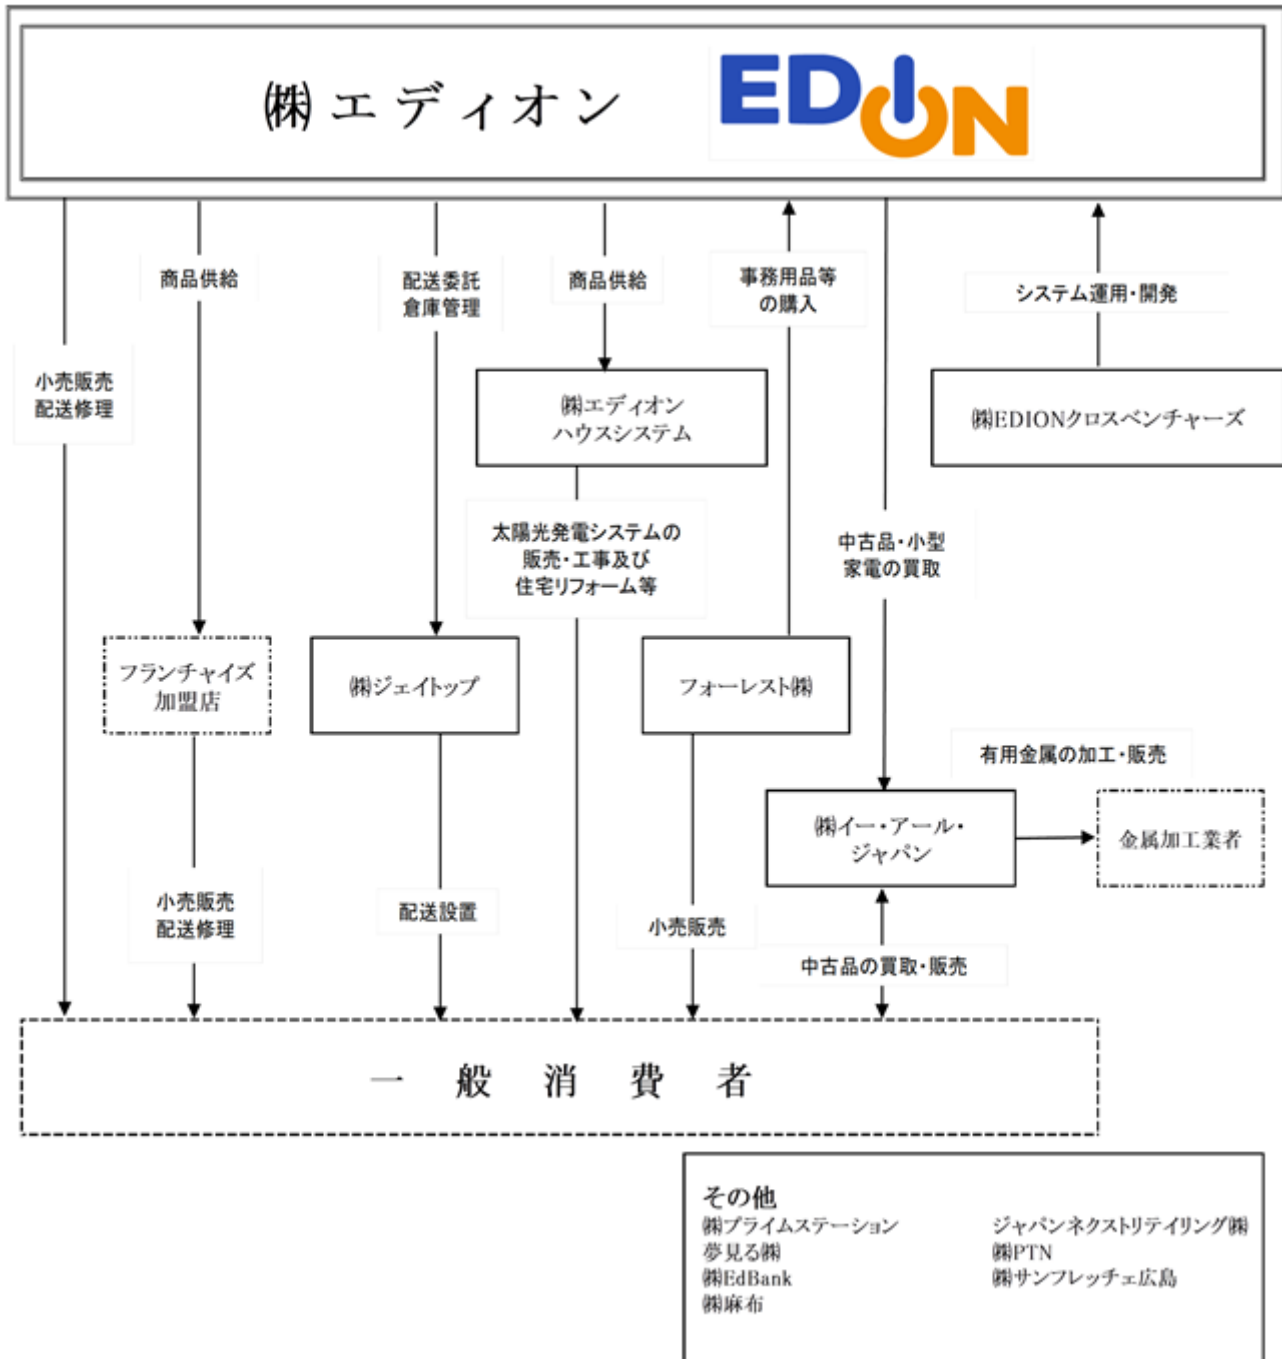 ㈱エディオン
EDION
商品供給
配送委託
倉庫管理
商品供給
事務用品等
の購入
システム運用・開発
小売販売
配送修理
㈱エディオン
ハウスシステム
㈱EDIONクロスベンチャーズ
太陽光発電システムの
販売・工事及び
住宅リフォーム等
中古品・小型
家電の買取
フランチャイズ
加盟店
㈱ジェイトップ
フォーレスト㈱
有用金属の加工・販売
㈱イー・アール・
ジャパン
金属加工業者
小売販売
配送修理
配送設置
小売販売
中古品の買取・販売
一般消費者
その他
㈱プライムステーション
夢見る㈱
㈱EdBank
㈱麻布
ジャパンネクストリテイリング㈱
㈱PTN
㈱サンフレッチェ広島